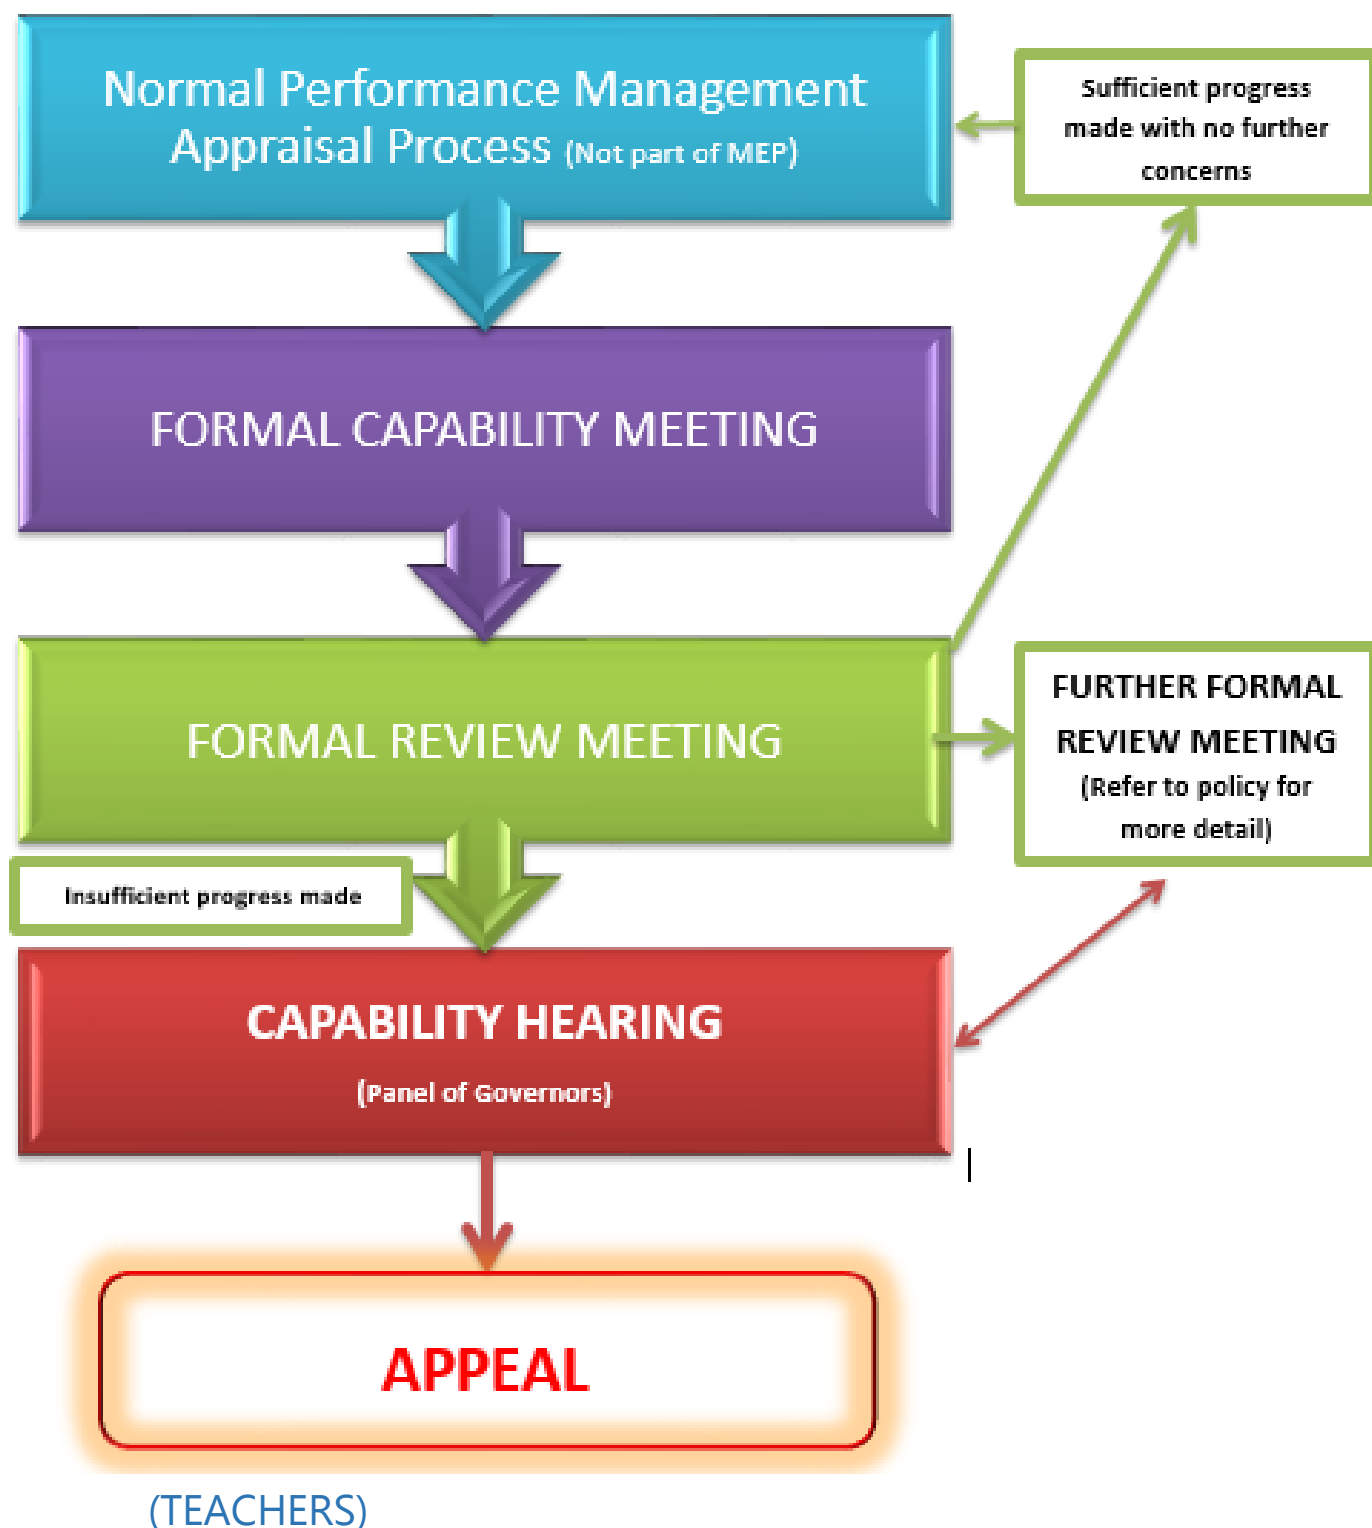 Normal Performance Management
Appraisal Process (Not part of MEP)
Sufficient progress
made with no further
concerns
FORMAL CAPABILITY MEETING
FORMAL REVIEW MEETING
FURTHER FORMAL
REVIEW MEETING
(Refer to policy for
more detail)
Insufficient progress made
CAPABILITY HEARING
(Panel of Governors)
APPEAL
(TEACHERS)